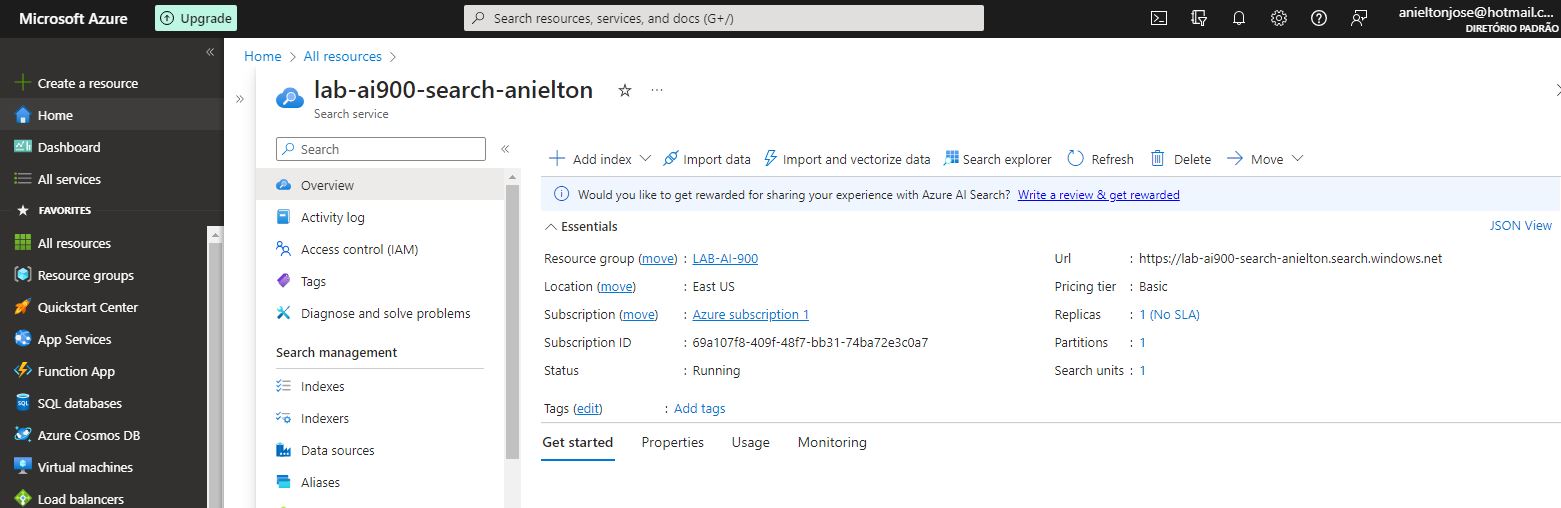 Microsoft Azure
Upgrade
Search resources, services, and docs (G+/)
anieltonjose@hotmail.c...
DIRETÓRIO PADRÃO
Create a resource
Home
Dashboard
All services
FAVORITES
All resources
Resource groups
Quickstart Center
App Services
Function App
SQL databases
Azure Cosmos DB
Virtual machines
Load balancers
Home > All resources >
lab-ai900-search-anielton
Search service
Search
Overview
Activity log
Access control (IAM)
Tags
Diagnose and solve problems
Search management
Indexes
Indexers
Data sources
Aliases
Add index Import data Import and vectorize data Search explorer Refresh Delete Move
Would you like to get rewarded for sharing your experience with Azure AI Search? Write a review & get rewarded
Essentials
JSON View
Resource group (move) : LAB-AI-900
Location (move) : East US
Subscription (move) : Azure subscription 1
Subscription ID : 69a107f8-409f-48f7-bb31-74ba72e3c0a7
Status : Running
Url : https://lab-ai900-search-anielton.search.windows.net
Pricing tier : Basic
Replicas : 1 (No SLA)
Partitions : 1
Search units : 1
Tags (edit) : Add tags
Get started Properties Usage Monitoring